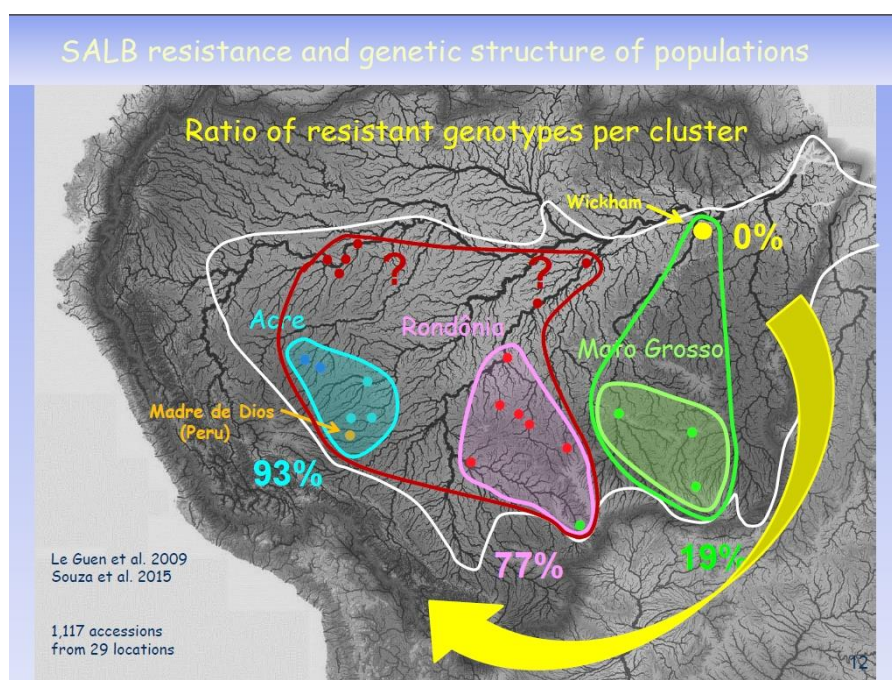 SALB resistance and genetic structure of populations
Ratio of resistant genotypes per cluster
Wickham
0%
?
?
Acre
Rondônia
Mato Grosso
Madre de Dios
(Peru)
93%
77%
19%
Le Guen et al. 2009
Souza et al. 2015
1,117 accessions
from 29 locations
12